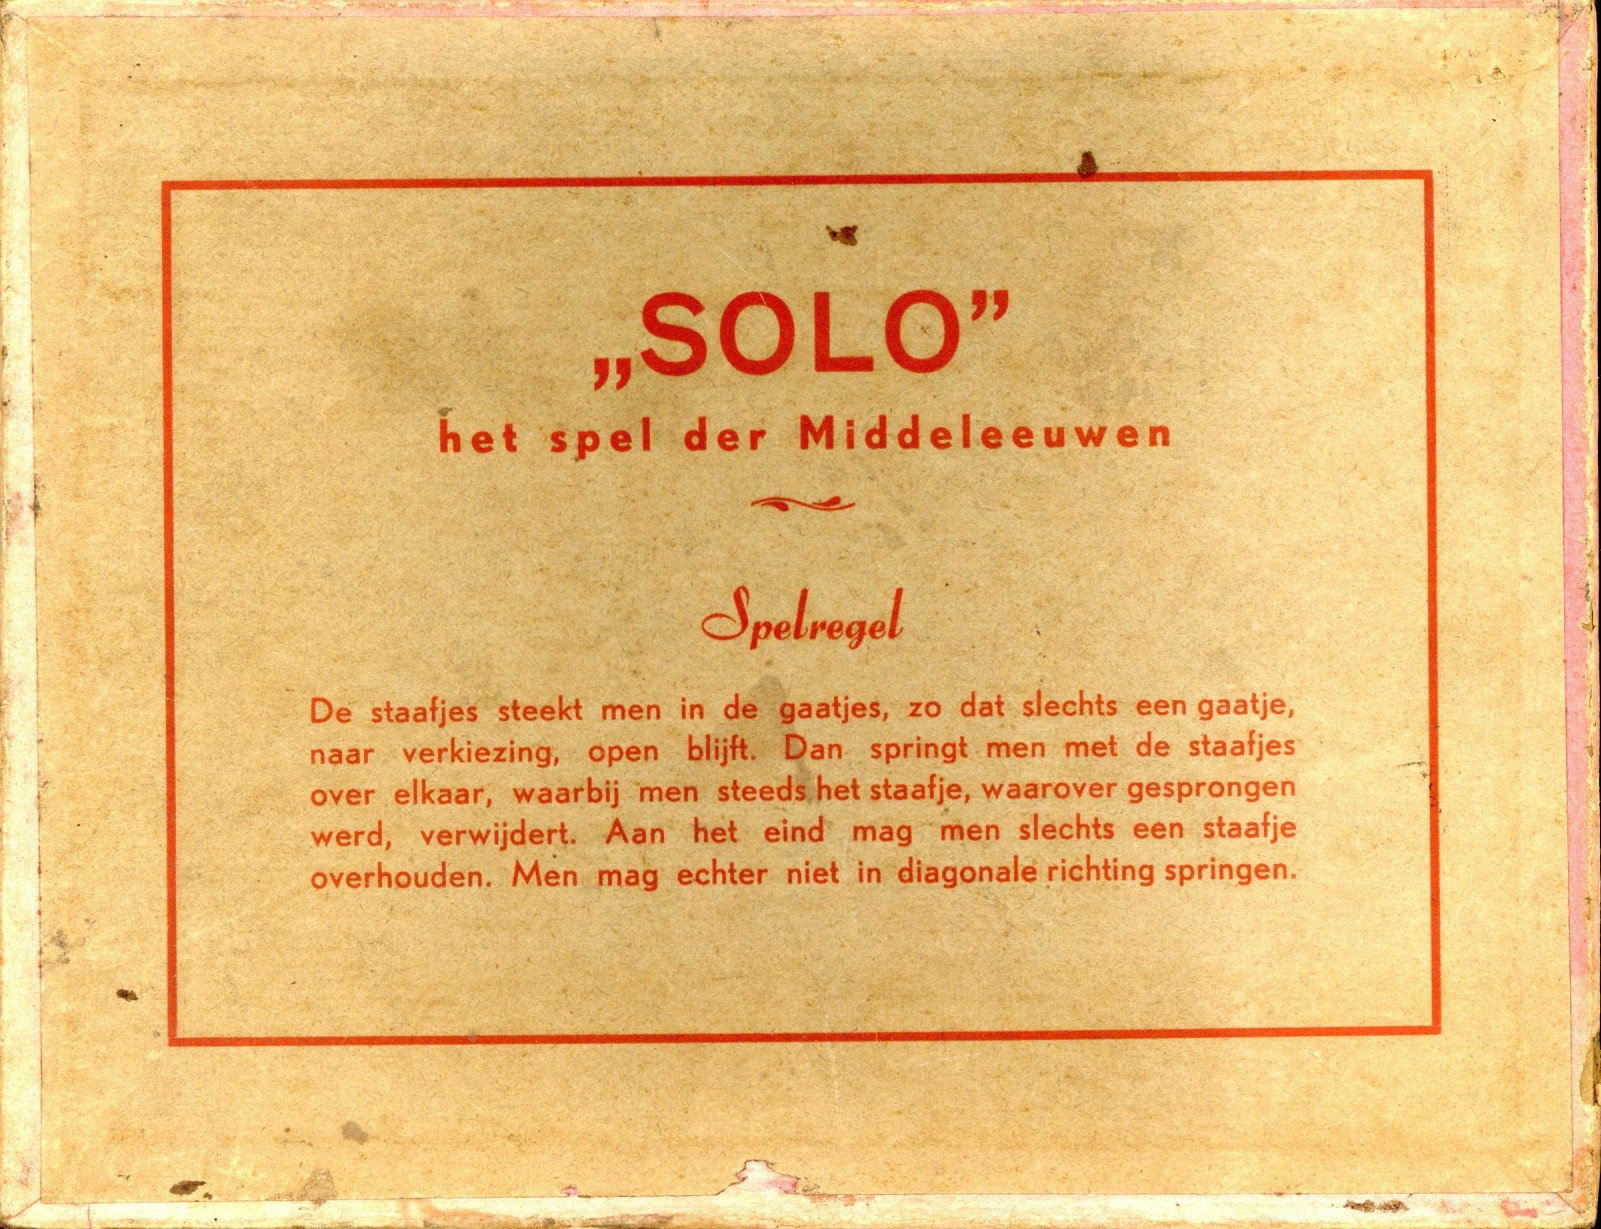 „SOLO”
het spel der Middeleeuwen
Spelregel
De staafjes steekt men in de gaatjes, zo dat slechts een gaatje,
naar verkiezing, open blijft. Dan springt men met de staafjes
over elkaar, waarbij men steeds het staafje, waarover gesprongen
werd, verwijdert. Aan het eind mag men slechts een staafje
overhouden. Men mag echter niet in diagonale richting springen.